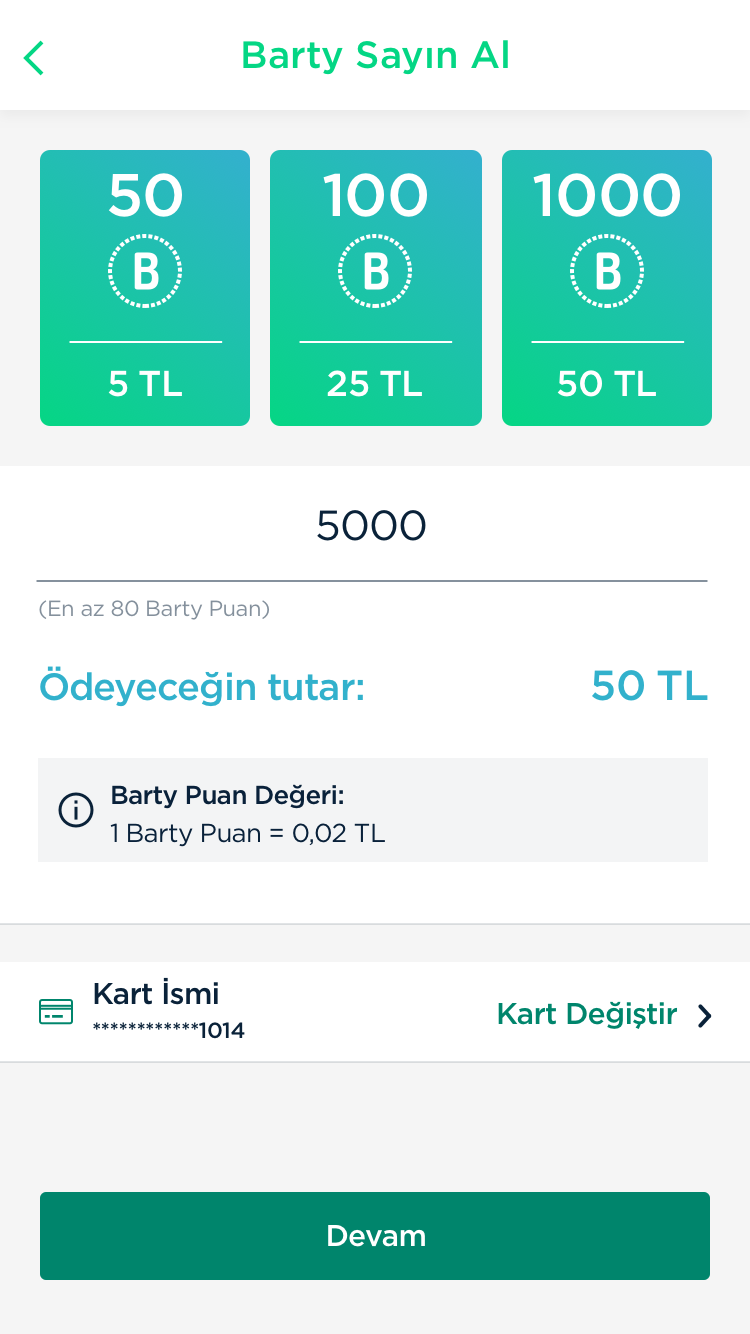 Barty Sayın Al
50 100 1000
B B B
5 TL 25 TL 50 TL
5000
(En az 80 Barty Puan)
Ödeyeceğin tutar: 50 TL
Barty Puan Değeri:
1 Barty Puan = 0,02 TL
Kart İsmi
************1014
Kart Değiştir
Devam